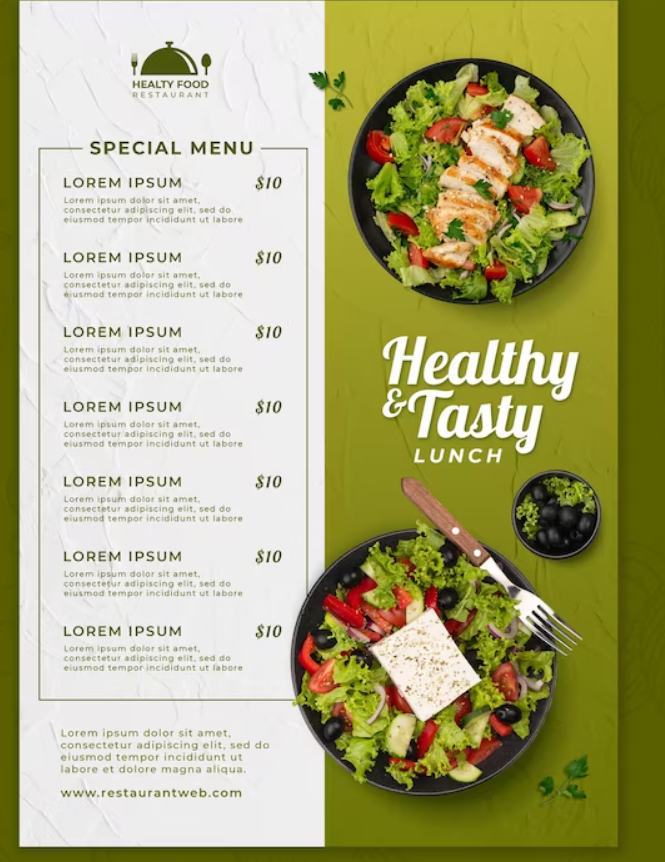 HEALTY FOOD
RESTAURANT
SPECIAL MENU
LOREM IPSUM $10
Lorem ipsum dolor sit amet,
consectetur adipiscing elit, sed do
eiusmod tempor incididunt ut labore
LOREM IPSUM $10
Lorem ipsum dolor sit amet,
consectetur adipiscing elit, sed do
eiusmod tempor incididunt ut labore
LOREM IPSUM $10
Lorem ipsum dolor sit amet,
consectetur adipiscing elit, sed do
eiusmod tempor incididunt ut labore
LOREM IPSUM $10
Lorem ipsum dolor sit amet,
consectetur adipiscing elit, sed do
eiusmod tempor incididunt ut labore
LOREM IPSUM $10
Lorem ipsum dolor sit amet,
consectetur adipiscing elit, sed do
eiusmod tempor incididunt ut labore
LOREM IPSUM $10
Lorem ipsum dolor sit amet,
consectetur adipiscing elit, sed do
eiusmod tempor incididunt ut labore
LOREM IPSUM $10
Lorem ipsum dolor sit amet,
consectetur adipiscing elit, sed do
eiusmod tempor incididunt ut labore
Lorem ipsum dolor sit amet,
consectetur adipiscing elit, sed do
eiusmod tempor incididunt ut
labore et dolore magna aliqua.
www.restaurantweb.com
Healthy
&Tasty
LUNCH